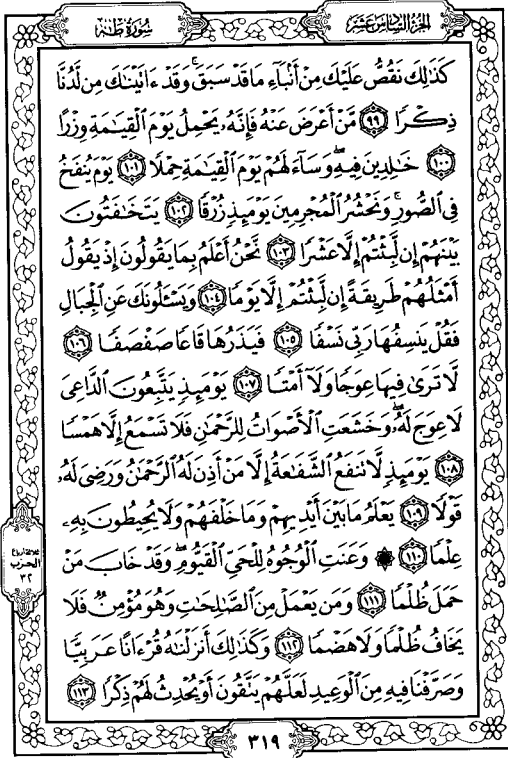 سُورَةُ طه
الجزء السادس عشر
كَذَٰلِكَ نَقُصُّ عَلَيْكَ مِنْ أَنۢبَآءِ مَا قَدْ سَبَقَ ۚ وَقَدْ ءَاتَيْنَٰكَ مِن لَّدُنَّا
ذِكْرًا ٩٩ مَّنْ أَعْرَضَ عَنْهُ فَإِنَّهُۥ يَحْمِلُ يَوْمَ ٱلْقِيَٰمَةِ وِزْرًا
١٠٠ خَٰلِدِينَ فِيهِ ۖ وَسَآءَ لَهُمْ يَوْمَ ٱلْقِيَٰمَةِ حِمْلًا ١٠١ يَوْمَ يُنفَخُ
فِى ٱلصُّورِ ۚ وَنَحْشُرُ ٱلْمُجْرِمِينَ يَوْمَئِذٍ زُرْقًا ١٠٢ يَتَخَٰفَتُونَ
بَيْنَهُمْ إِن لَّبِثْتُمْ إِلَّا عَشْرًا ١٠٣ نَّحْنُ أَعْلَمُ بِمَا يَقُولُونَ إِذْ يَقُولُ
أَمْثَلُهُمْ طَرِيقَةً إِن لَّبِثْتُمْ إِلَّا يَوْمًا ١٠٤ وَيَسْـَٔلُونَكَ عَنِ ٱلْجِبَالِ
فَقُلْ يَنسِفُهَا رَبِّى نَسْفًا ١٠٥ فَيَذَرُهَا قَاعًا صَفْصَفًا ١٠٦
لَّا تَرَىٰ فِيهَا عِوَجًا وَلَآ أَمْتًا ١٠٧ يَوْمَئِذٍ يَتَّبِعُونَ ٱلدَّاعِىَ
لَا عِوَجَ لَهُۥ ۖ وَخَشَعَتِ ٱلْأَصْوَاتُ لِلرَّحْمَٰنِ فَلَا تَسْمَعُ إِلَّا هَمْسًا
١٠٨ يَوْمَئِذٍ لَّا تَنفَعُ ٱلشَّفَٰعَةُ إِلَّا مَنْ أَذِنَ لَهُ ٱلرَّحْمَٰنُ وَرَضِىَ لَهُۥ
قَوْلًا ١٠٩ يَعْلَمُ مَا بَيْنَ أَيْدِيهِمْ وَمَا خَلْفَهُمْ وَلَا يُحِيطُونَ بِهِۦ
عِلْمًا ١١٠ ۞ وَعَنَتِ ٱلْوُجُوهُ لِلْحَىِّ ٱلْقَيُّومِ ۖ وَقَدْ خَابَ مَنْ
حَمَلَ ظُلْمًا ١١١ وَمَن يَعْمَلْ مِنَ ٱلصَّٰلِحَٰتِ وَهُوَ مُؤْمِنٌ فَلَا
يَخَافُ ظُلْمًا وَلَا هَضْمًا ١١٢ وَكَذَٰلِكَ أَنزَلْنَٰهُ قُرْءَانًا عَرَبِيًّا
وَصَرَّفْنَا فِيهِ مِنَ ٱلْوَعِيدِ لَعَلَّهُمْ يَتَّقُونَ أَوْ يُحْدِثُ لَهُمْ ذِكْرًا ١١٣
ثلاثة أرباع
الحزب
٣٢
٣١٩